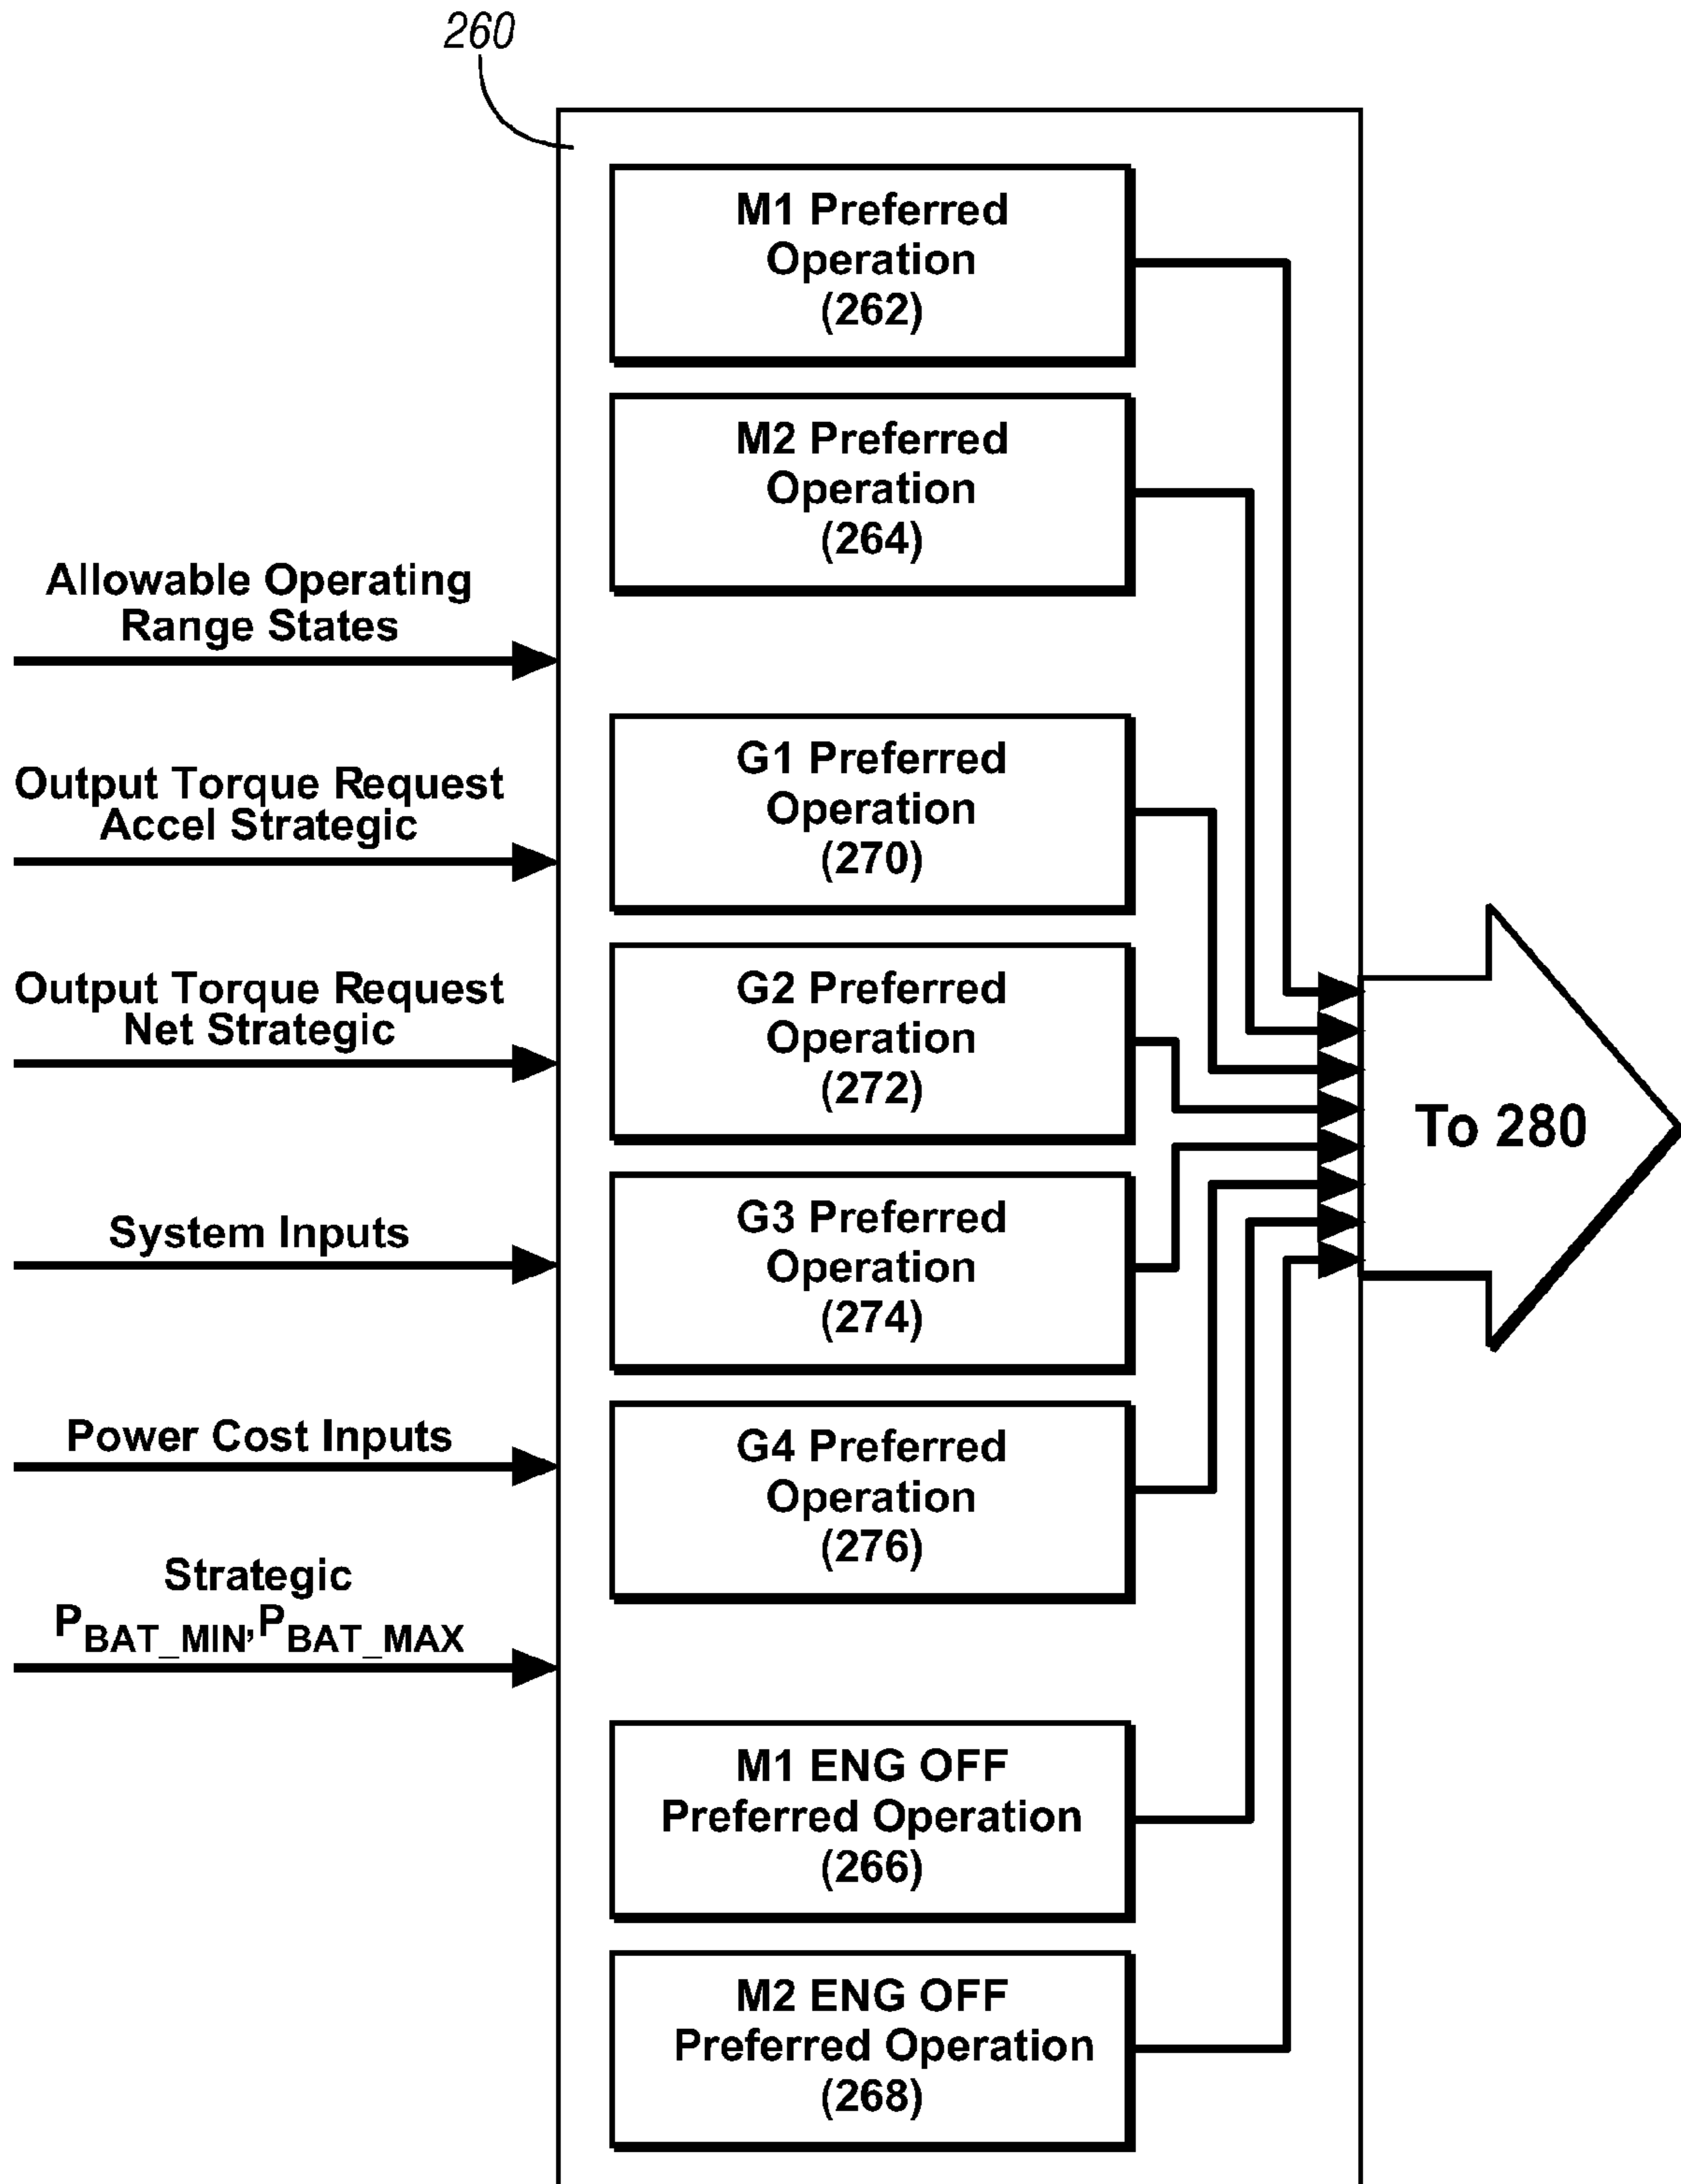 260
M1 Preferred
Operation
(262)
M2 Preferred
Operation
(264)
Allowable Operating
Range States
G1 Preferred
Operation
(270)
Output Torque Request
Accel Strategic
G2 Preferred
Operation
(272)
Output Torque Request
Net Strategic
To 280
G3 Preferred
Operation
(274)
System Inputs
G4 Preferred
Operation
(276)
Power Cost Inputs
Strategic
PBAT_MIN,PBAT_MAX
M1 ENG OFF
Preferred Operation
(266)
M2 ENG OFF
Preferred Operation
(268)